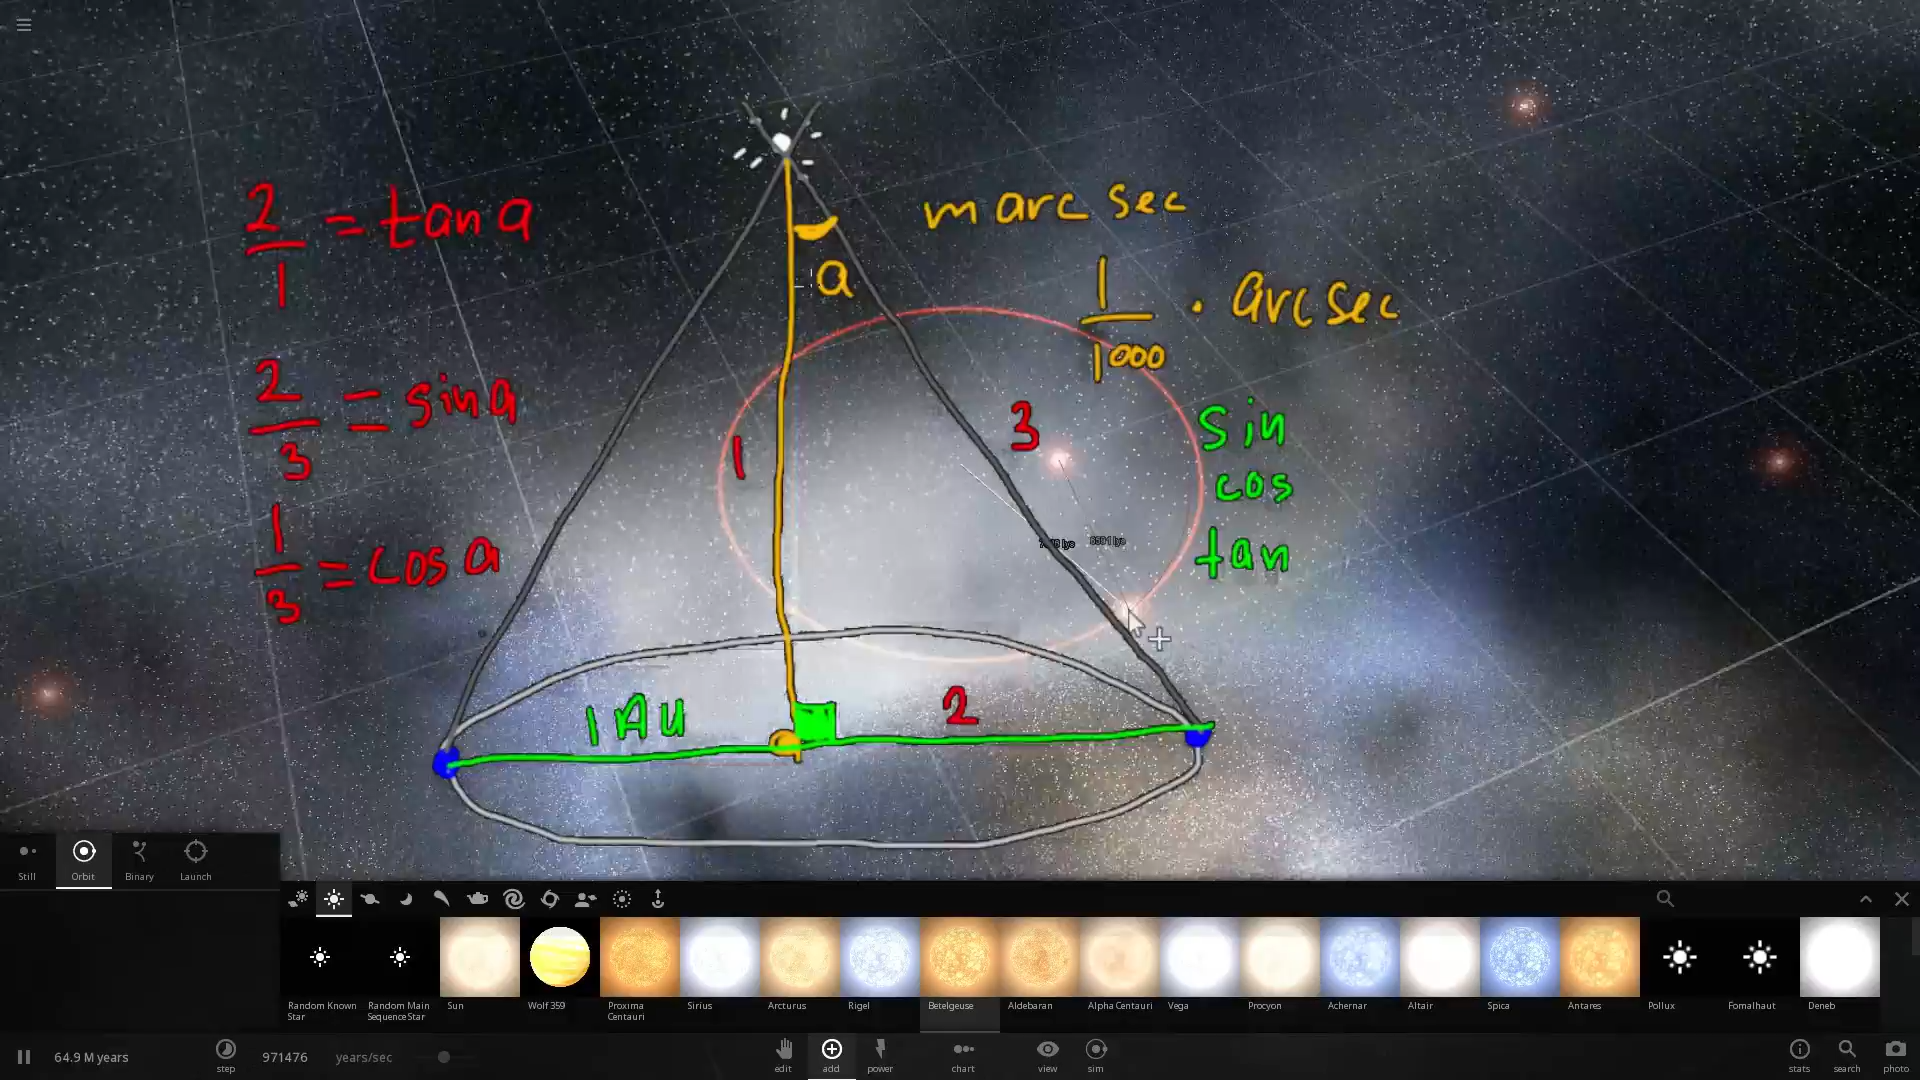 marc sec
2
1 = tan a
a
1
1000 · arcsec
2
3 = sin a
1
3
sin
cos
tan
1
3 = cos a
1 AU
2
Still
Orbit
Binary
Launch
Random Known Star
Random Main Sequence Star
Sun
Wolf 359
Proxima Centauri
Sirius
Arcturus
Rigel
Betelgeuse
Aldebaran
Alpha Centauri
Vega
Procyon
Achernar
Altair
Spica
Antares
Pollux
Fomalhaut
Deneb
64.9 M years
step
971476 years/sec
edit
add
power
chart
view
sim
stats
search
photo